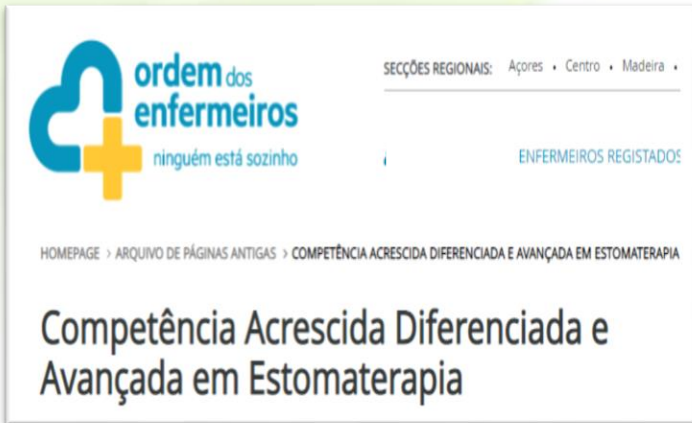 ordem dos
enfermeiros
ninguém está sozinho
SECÇÕES REGIONAIS: Açores • Centro • Madeira •
ENFERMEIROS REGISTADOS
HOMEPAGE > ARQUIVO DE PÁGINAS ANTIGAS > COMPETÊNCIA ACRESCIDA DIFERENCIADA E AVANÇADA EM ESTOMATERAPIA
Competência Acrescida Diferenciada e
Avançada em Estomaterapia